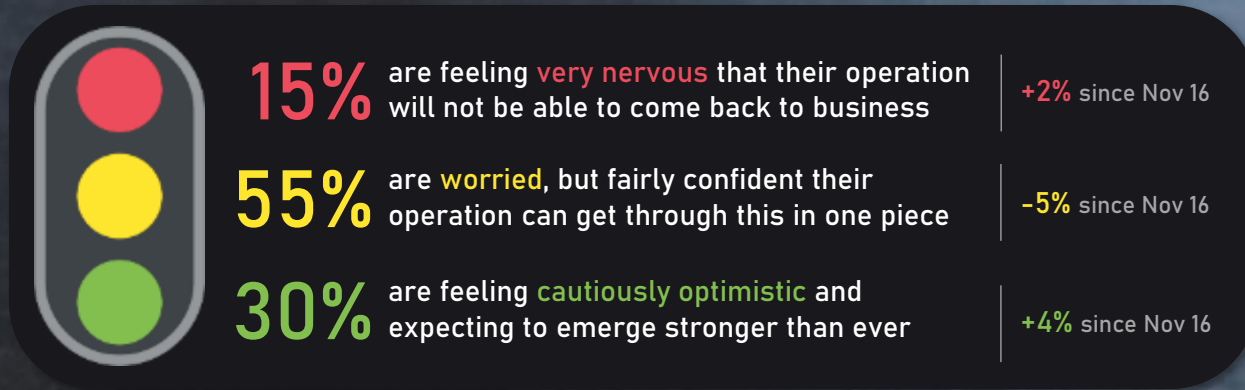 15%
are feeling very nervous that their operation
will not be able to come back to business
+2% since Nov 16
55%
are worried, but fairly confident their
operation can get through this in one piece
-5% since Nov 16
30%
are feeling cautiously optimistic and
expecting to emerge stronger than ever
+4% since Nov 16